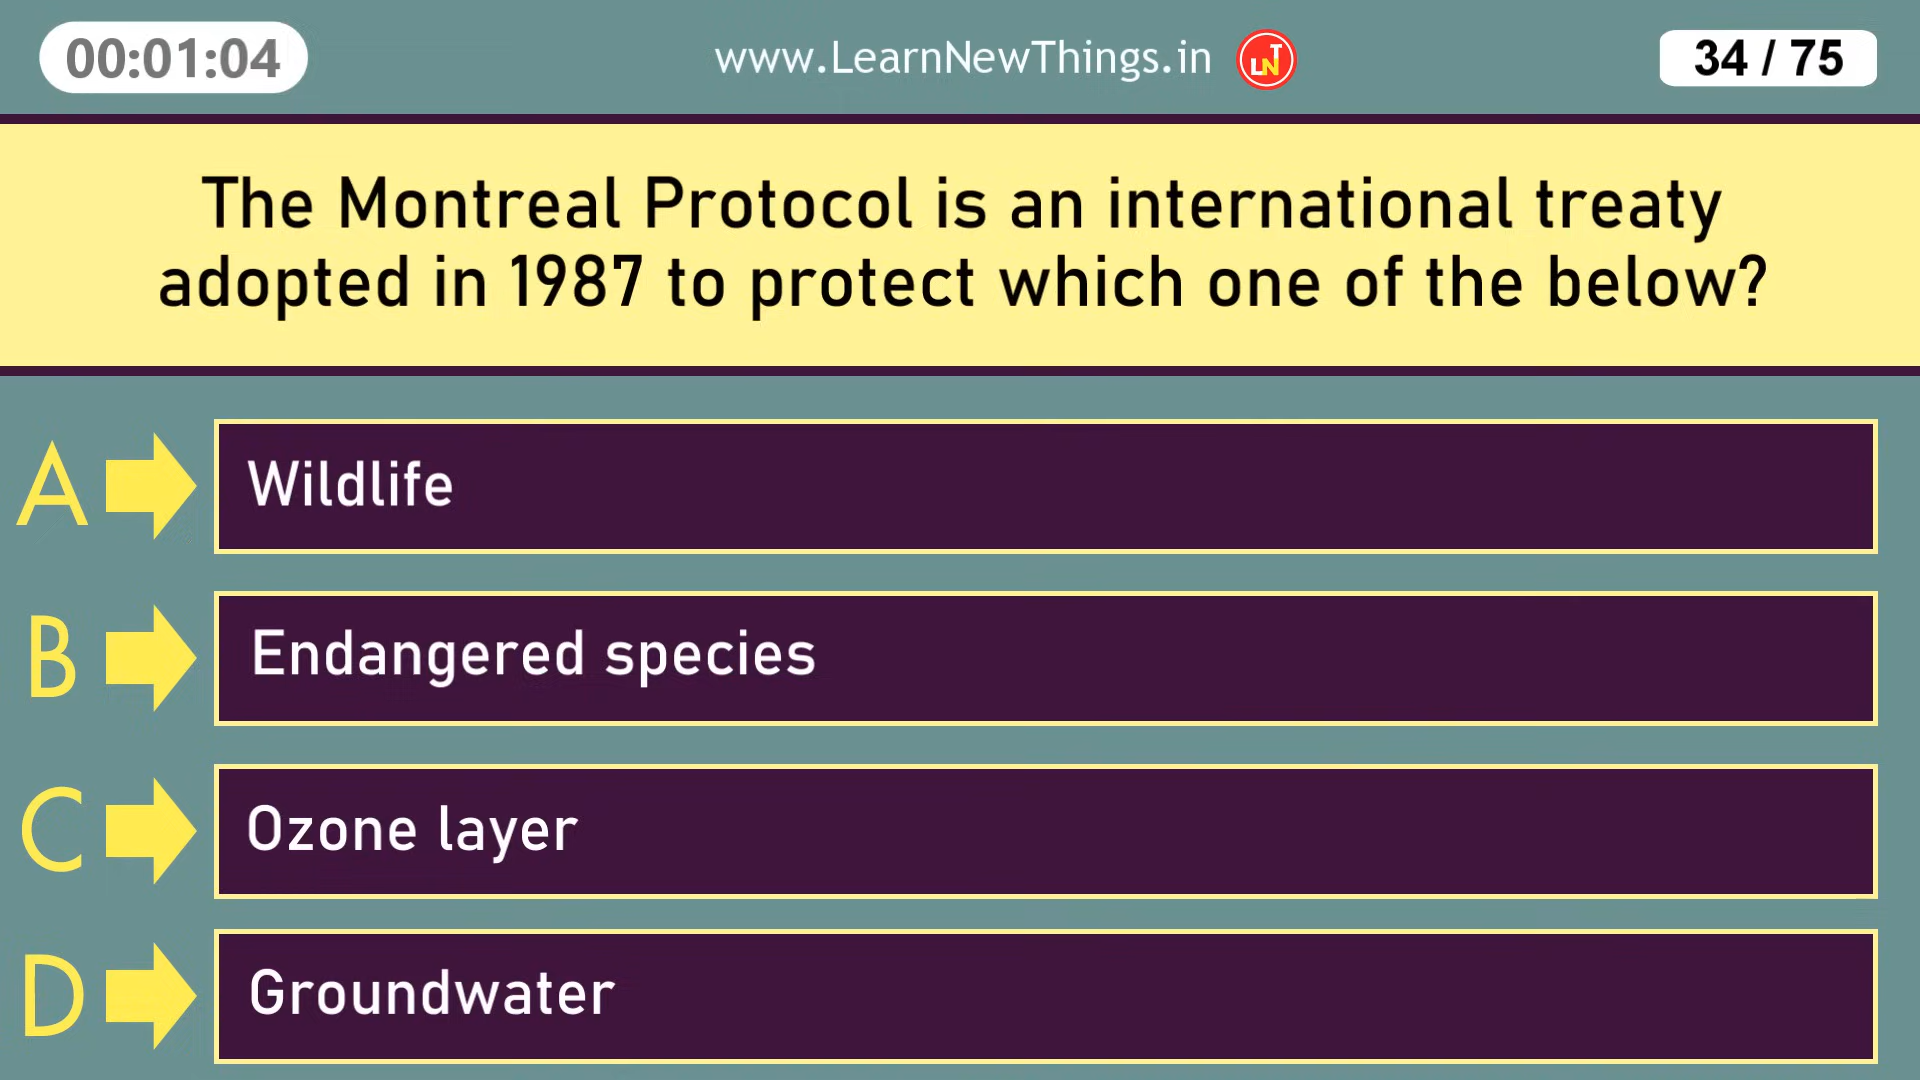 00:01:04
www.LearnNewThings.in
LNT
34 / 75
The Montreal Protocol is an international treaty
adopted in 1987 to protect which one of the below?
A
Wildlife
B
Endangered species
C
Ozone layer
D
Groundwater